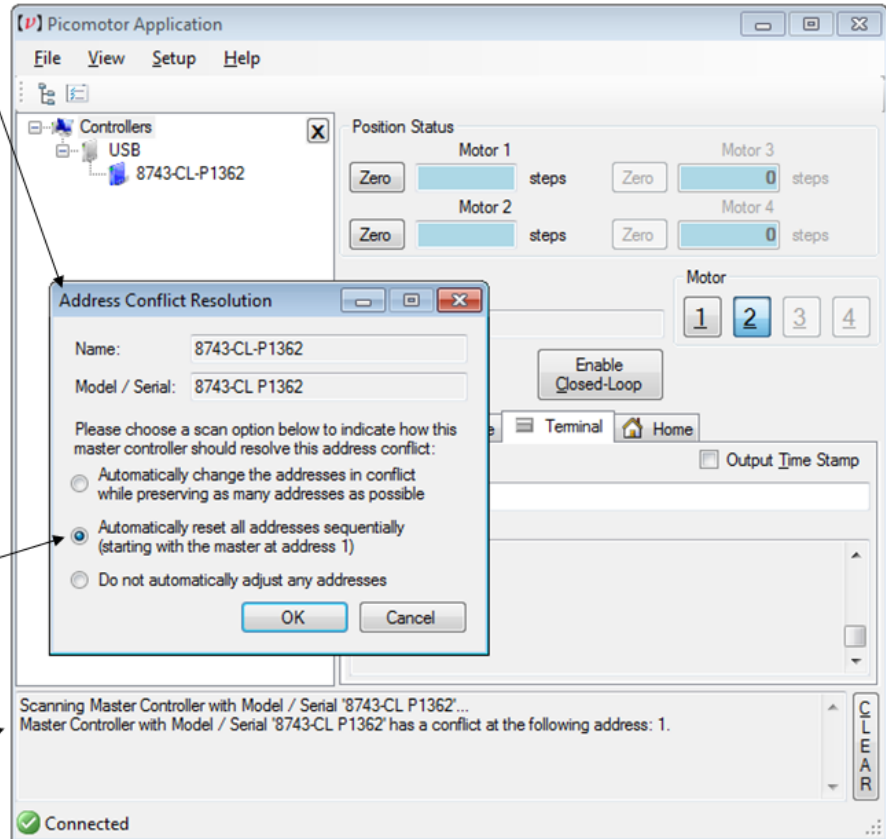 [ν] Picomotor Application
File View Setup Help
Controllers
USB
8743-CL-P1362
X
Position Status
Motor 1 Motor 3
Zero steps Zero 0 steps
Motor 2 Motor 4
Zero steps Zero 0 steps
Motor
1 2 3 4
Enable
Closed-Loop
e Terminal Home
Output Time Stamp
Address Conflict Resolution
Name: 8743-CL-P1362
Model / Serial: 8743-CL P1362
Please choose a scan option below to indicate how this
master controller should resolve this address conflict:
Automatically change the addresses in conflict
while preserving as many addresses as possible
Automatically reset all addresses sequentially
(starting with the master at address 1)
Do not automatically adjust any addresses
OK Cancel
Scanning Master Controller with Model / Serial '8743-CL P1362'...
Master Controller with Model / Serial '8743-CL P1362' has a conflict at the following address: 1.
CLEAR
Connected